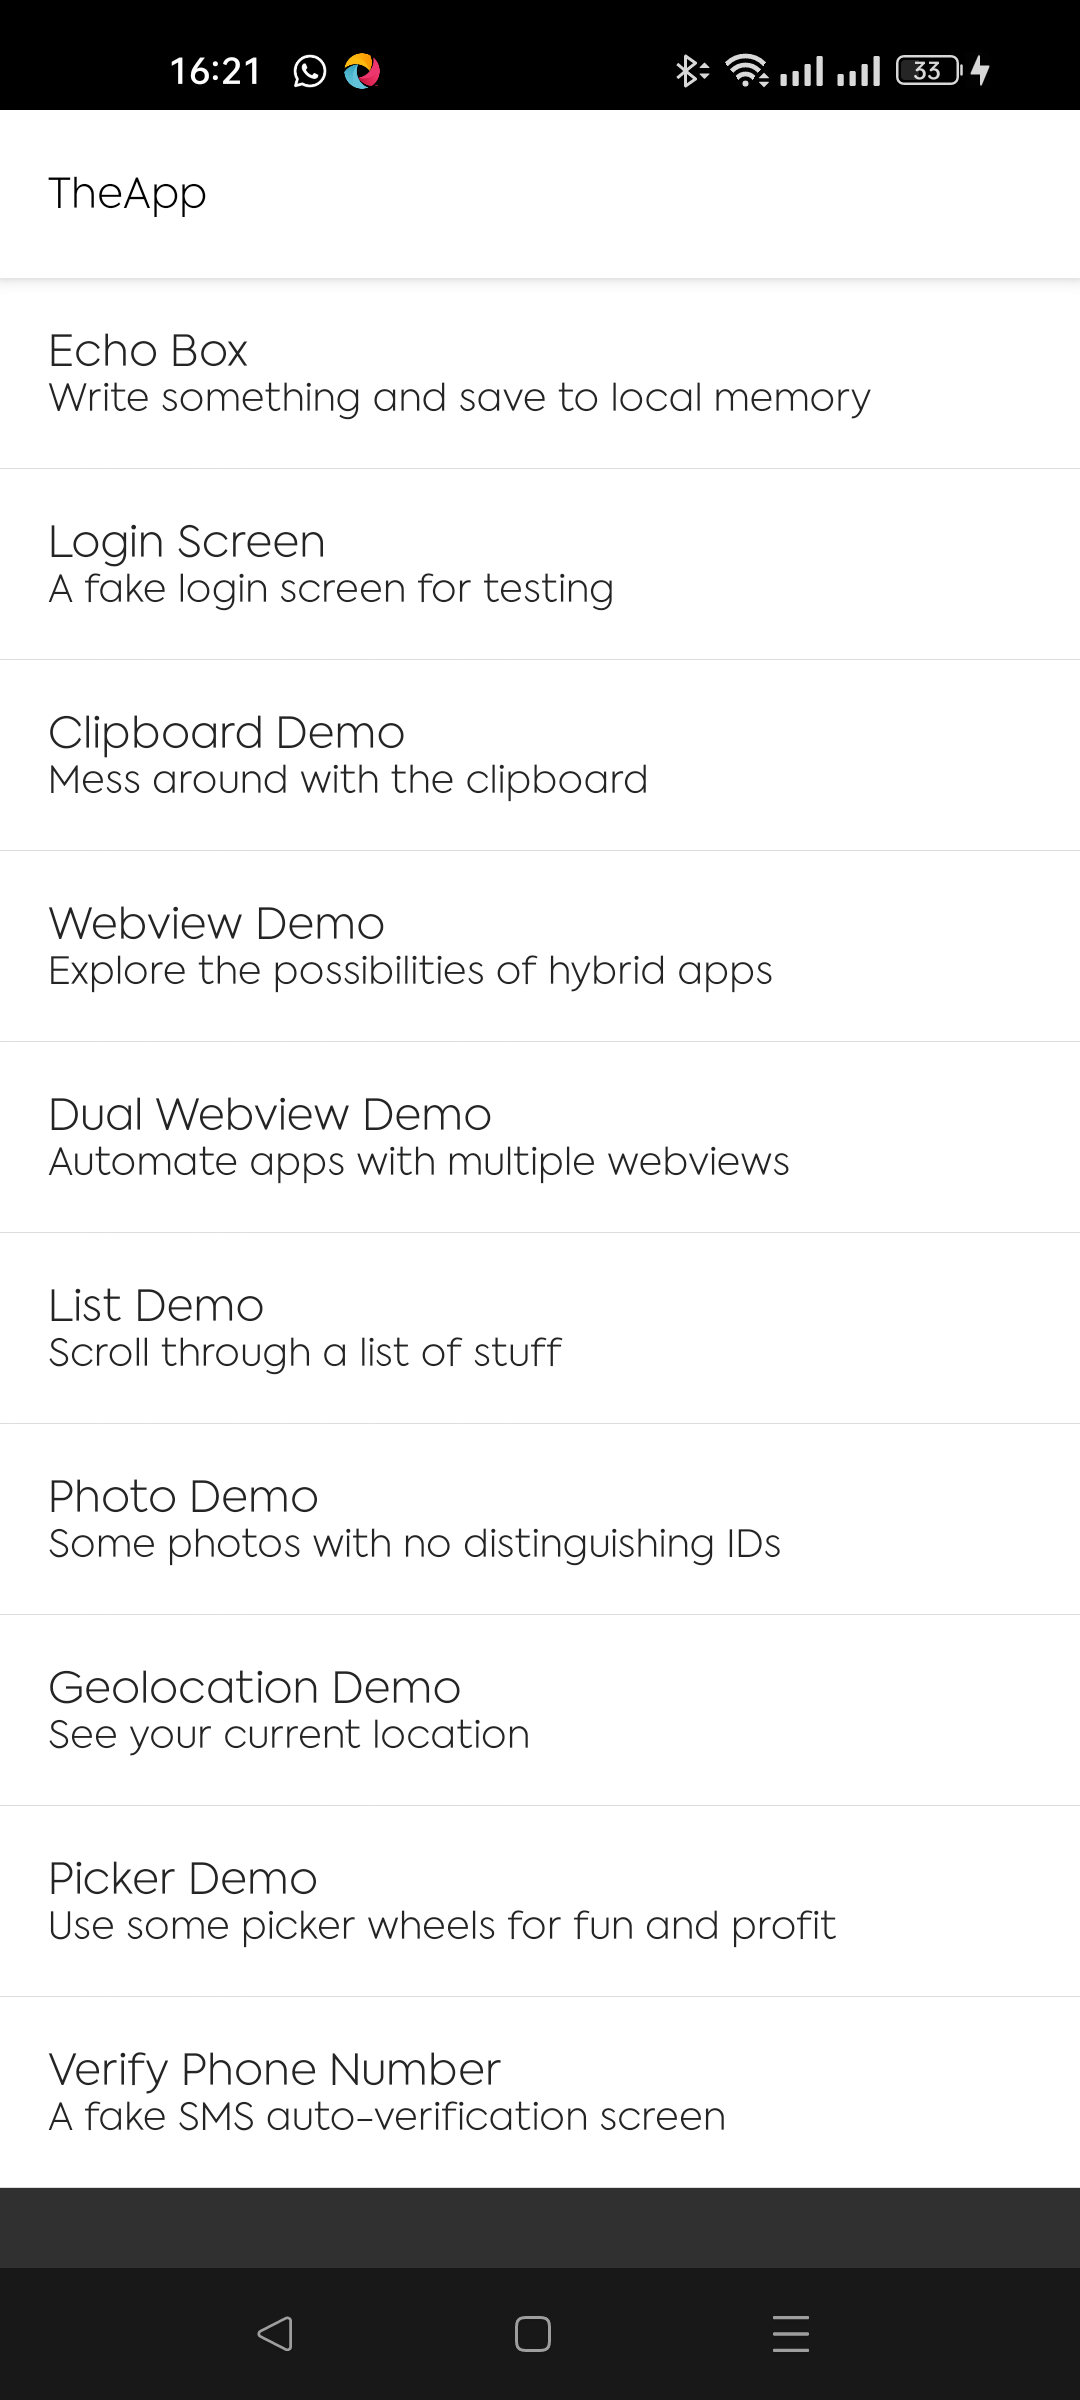 16:21
33
TheApp
Echo Box
Write something and save to local memory
Login Screen
A fake login screen for testing
Clipboard Demo
Mess around with the clipboard
Webview Demo
Explore the possibilities of hybrid apps
Dual Webview Demo
Automate apps with multiple webviews
List Demo
Scroll through a list of stuff
Photo Demo
Some photos with no distinguishing IDs
Geolocation Demo
See your current location
Picker Demo
Use some picker wheels for fun and profit
Verify Phone Number
A fake SMS auto-verification screen